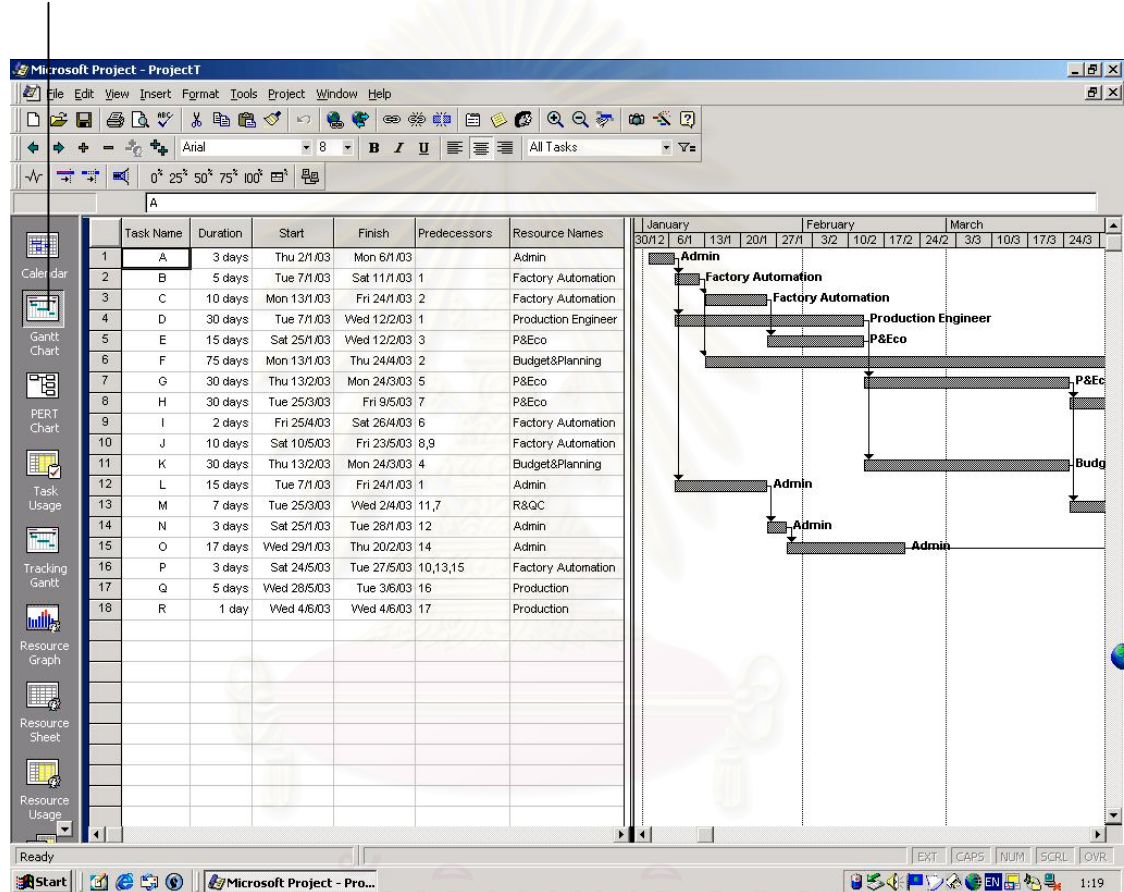 Microsoft Project - ProjectT
File Edit View Insert Format Tools Project Window Help
Arial 8 B I U All Tasks
0% 25% 50% 75% 100%
A
Task Name Duration Start Finish Predecessors Resource Names
1 A 3 days Thu 2/1/03 Mon 6/1/03 Admin
2 B 5 days Tue 7/1/03 Sat 11/1/03 1 Factory Automation
3 C 10 days Mon 13/1/03 Fri 24/1/03 2 Factory Automation
4 D 30 days Tue 7/1/03 Wed 12/2/03 1 Production Engineer
5 E 15 days Sat 25/1/03 Wed 12/2/03 3 P&Eco
6 F 75 days Mon 13/1/03 Thu 24/4/03 2 Budget&Planning
7 G 30 days Thu 13/2/03 Mon 24/3/03 5 P&Eco
8 H 30 days Tue 25/3/03 Fri 9/5/03 7 P&Eco
9 I 2 days Fri 25/4/03 Sat 26/4/03 6 Factory Automation
10 J 10 days Sat 10/5/03 Fri 23/5/03 8,9 Factory Automation
11 K 30 days Thu 13/2/03 Mon 24/3/03 4 Budget&Planning
12 L 15 days Tue 7/1/03 Fri 24/1/03 1 Admin
13 M 7 days Tue 25/3/03 Wed 2/4/03 11,7 R&QC
14 N 3 days Sat 25/1/03 Tue 28/1/03 12 Admin
15 O 17 days Wed 29/1/03 Thu 20/2/03 14 Admin
16 P 3 days Sat 24/5/03 Tue 27/5/03 10,13,15 Factory Automation
17 Q 5 days Wed 28/5/03 Tue 3/6/03 16 Production
18 R 1 day Wed 4/6/03 Wed 4/6/03 17 Production
January February March
30/12 6/1 13/1 20/1 27/1 3/2 10/2 17/2 24/2 3/3 10/3 17/3 24/3
Admin
Factory Automation
Factory Automation
Production Engineer
P&Eco
P&Ec
Budg
Admin
Admin
Admin
Calendar
Gantt
Chart
PERT
Chart
Task
Usage
Tracking
Gantt
Resource
Graph
Resource
Sheet
Resource
Usage
Ready
EXT CAPS NUM SCRL OVR
Start Microsoft Project - Pro... EN 1:19